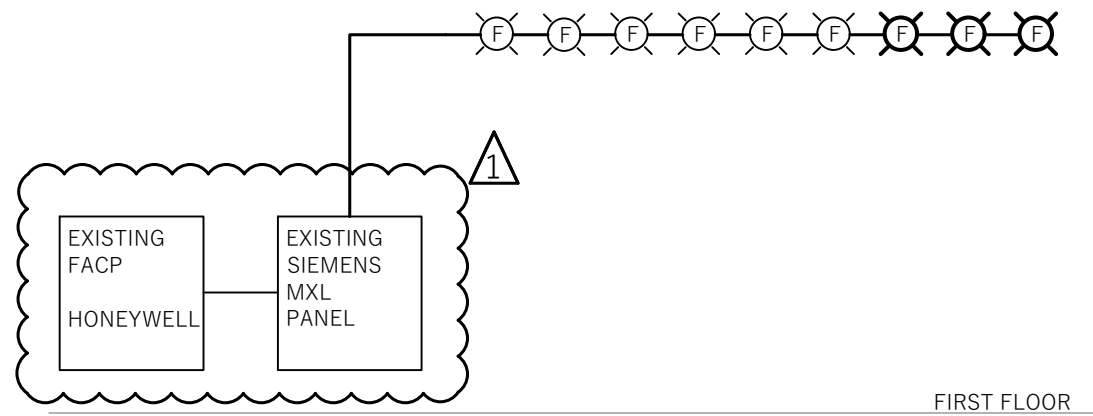 F F F F F F F F F
1
EXISTING
FACP
HONEYWELL
EXISTING
SIEMENS
MXL
PANEL
FIRST FLOOR